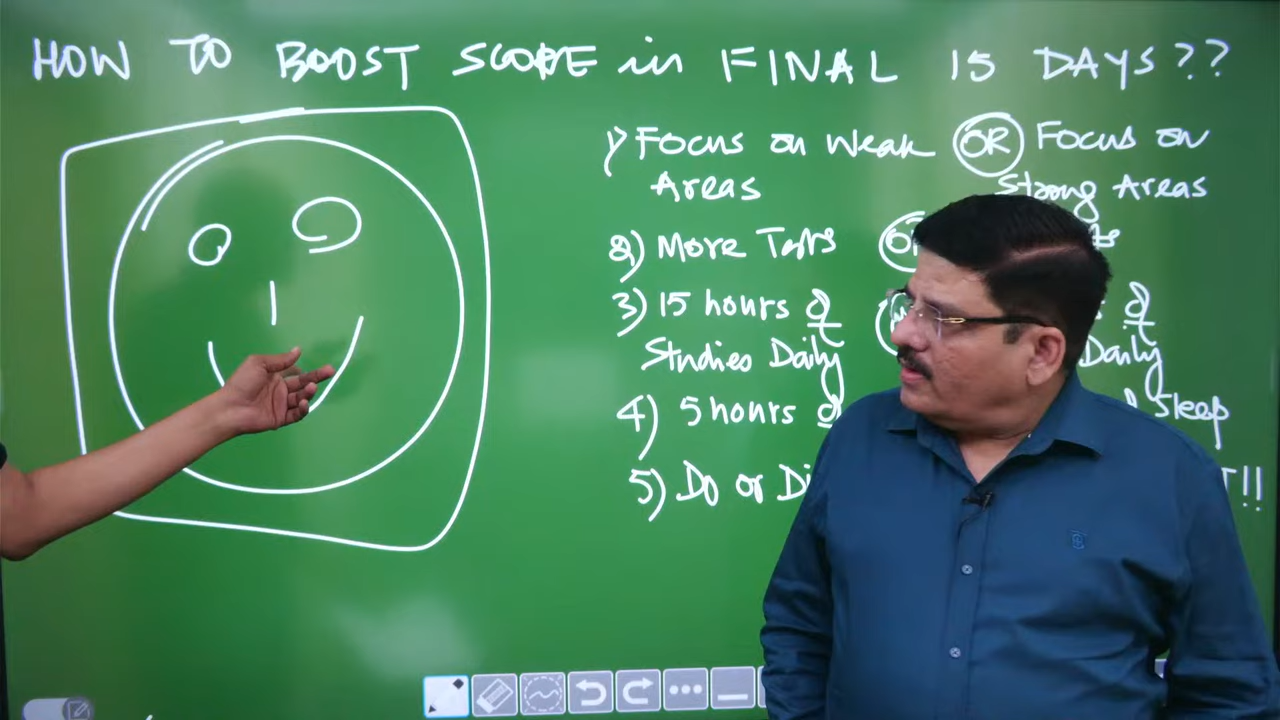 HOW TO BOOST SCORE in FINAL 15 DAYS??
1) Focus on Weak Areas OR Focus on Strong Areas
2) More Tests
3) 15 hours of Studies Daily of Daily
4) 5 hours Sleep
5) Do or